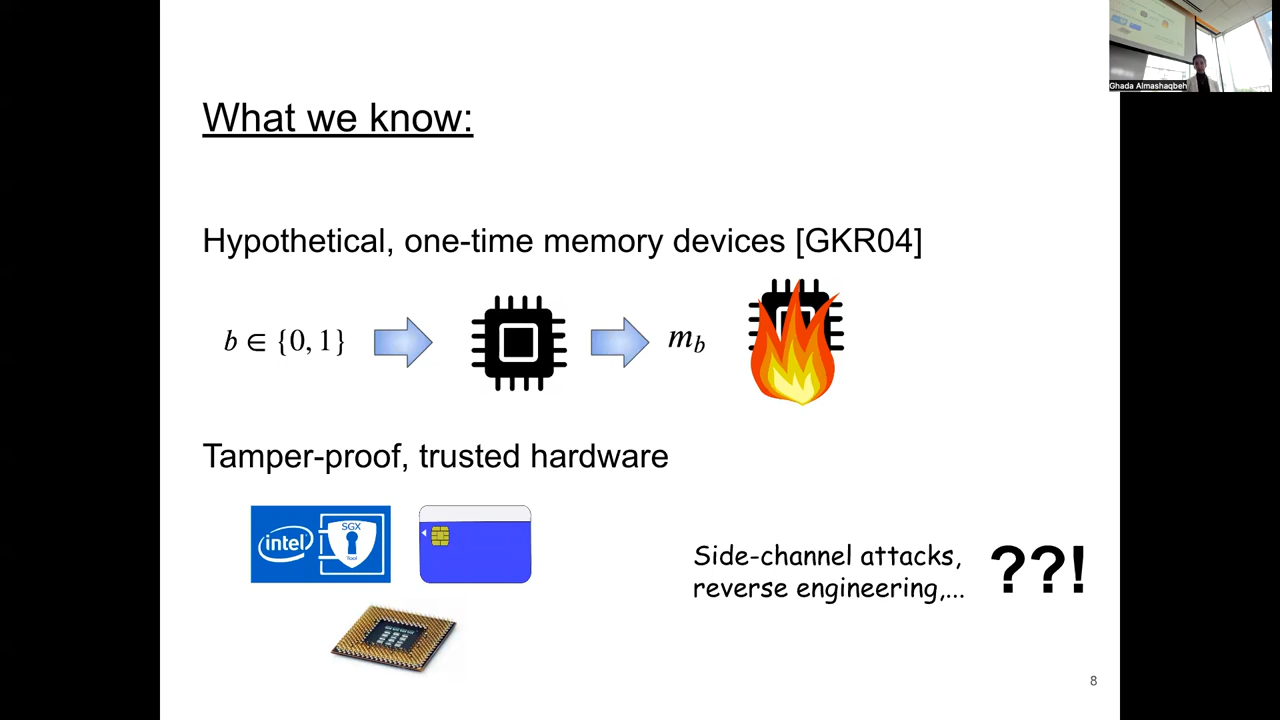 Ghada Almashaqbeh
What we know:
Hypothetical, one-time memory devices [GKR04]
b ∈ {0, 1}
m_b
Tamper-proof, trusted hardware
intel
SGX
Tool
Side-channel attacks,
reverse engineering,...
??!
8